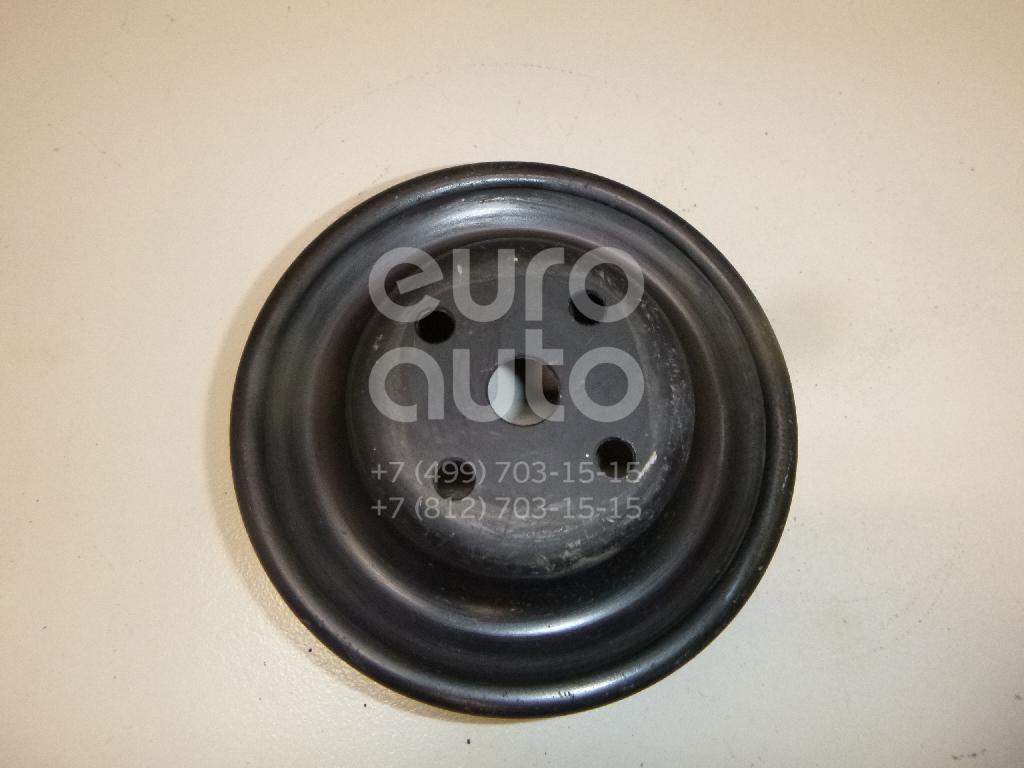 euro
auto
+7 (499) 703-15-15
+7 (812) 703-15-15